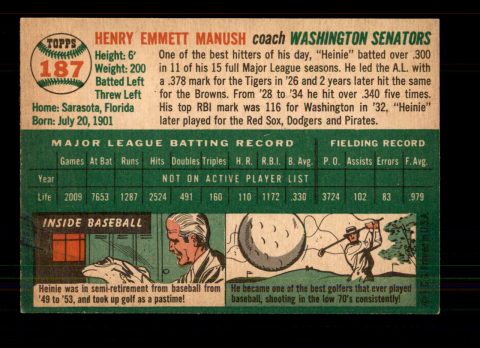 TOPPS
187
HENRY EMMETT MANUSH coach WASHINGTON SENATORS
Height: 6'
Weight: 200
Batted Left
Threw Left
Home: Sarasota, Florida
Born: July 20, 1901
One of the best hitters of his day, "Heinie" batted over .300
in 11 of his 15 full Major League seasons. He led the A.L. with
a .378 mark for the Tigers in '26 and 2 years later hit the same
for the Browns. From '28 to '34 he hit over .340 five times.
His top RBI mark was 116 for Washington in '32, "Heinie"
later played for the Red Sox, Dodgers and Pirates.
MAJOR LEAGUE BATTING RECORD FIELDING RECORD
Games At Bat Runs Hits Doubles Triples H.R. R.B.I. B. Avg. P.O. Assists Errors F. Avg.
Year NOT ON ACTIVE PLAYER LIST
Life 2009 7653 1287 2524 491 160 110 1172 .330 3724 102 83 .979
INSIDE BASEBALL
Heinie was in semi-retirement from baseball from
'49 to '53, and took up golf as a pastime!
He became one of the best golfers that ever played
baseball, shooting in the low 70's consistently!